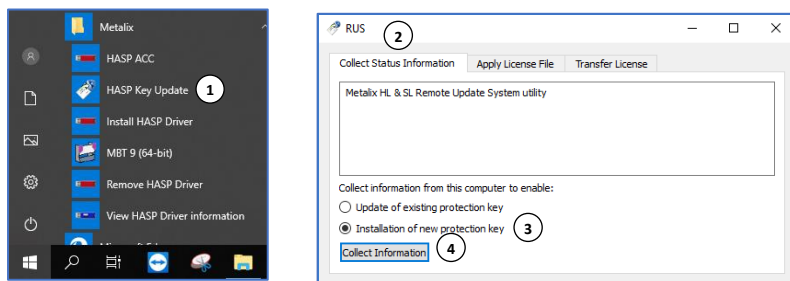 Metalix
HASP ACC
HASP Key Update
1
Install HASP Driver
MBT 9 (64-bit)
Remove HASP Driver
View HASP Driver information
RUS
2
Collect Status Information
Apply License File
Transfer License
Metalix HL & SL Remote Update System utility
Collect information from this computer to enable:
Update of existing protection key
Installation of new protection key
3
Collect Information
4